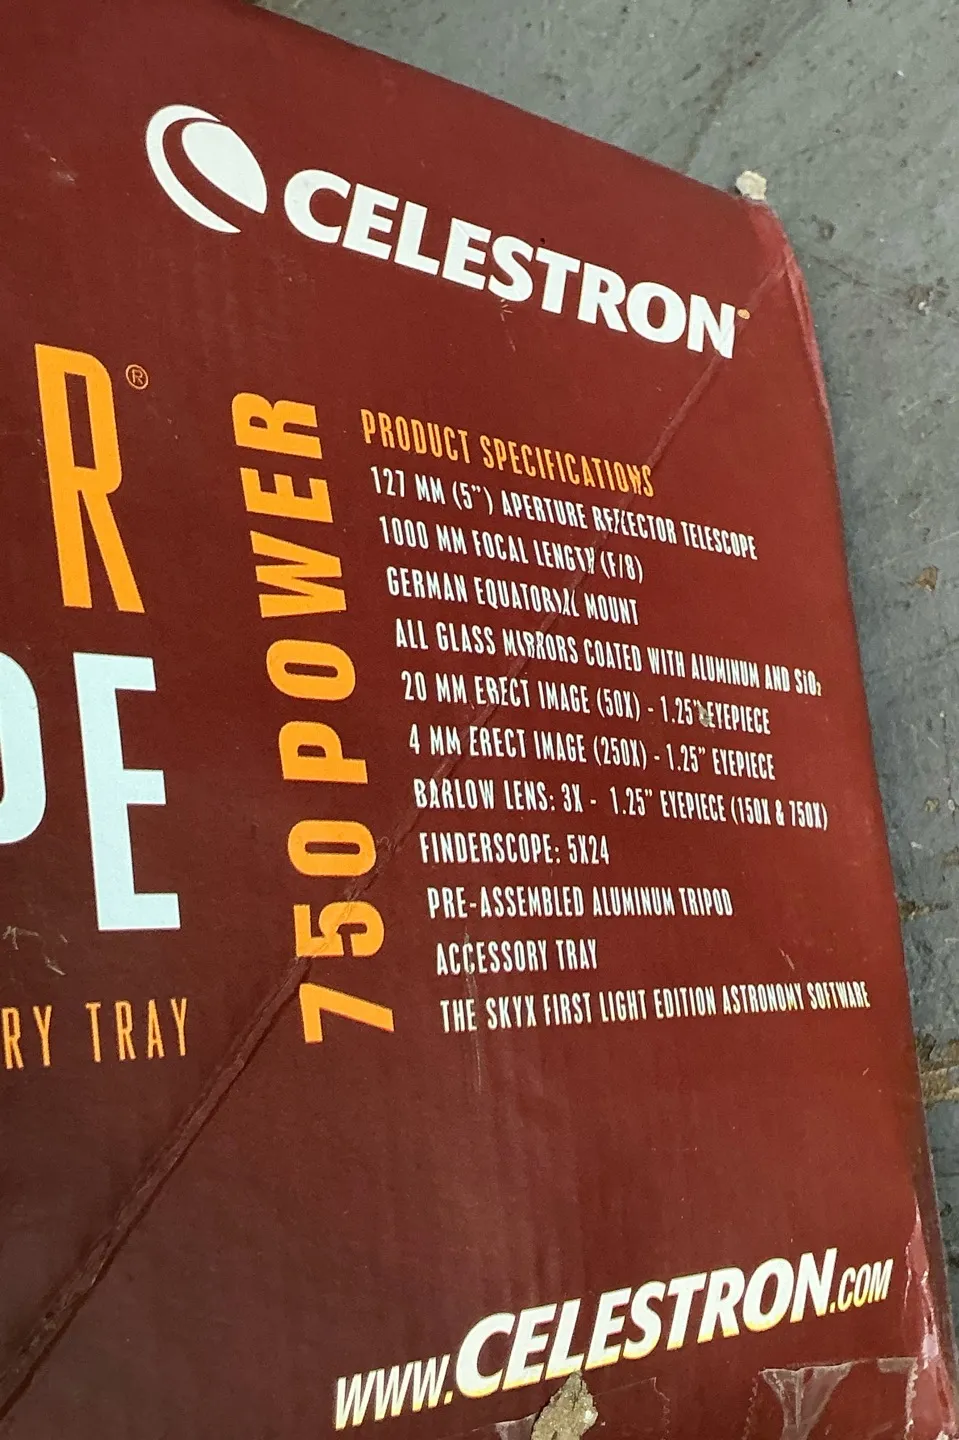 CELESTRON
R®
PE
RY TRAY
750 POWER
PRODUCT SPECIFICATIONS
127 MM (5") APERTURE REFLECTOR TELESCOPE
1000 MM FOCAL LENGTH (F/8)
GERMAN EQUATORIAL MOUNT
ALL GLASS MIRRORS COATED WITH ALUMINUM AND SiO₂
20 MM ERECT IMAGE (50X) - 1.25" EYEPIECE
4 MM ERECT IMAGE (250X) - 1.25" EYEPIECE
BARLOW LENS: 3X - 1.25" EYEPIECE (150X & 750X)
FINDERSCOPE: 5X24
PRE-ASSEMBLED ALUMINUM TRIPOD
ACCESSORY TRAY
THE SKYX FIRST LIGHT EDITION ASTRONOMY SOFTWARE
WWW.CELESTRON.COM